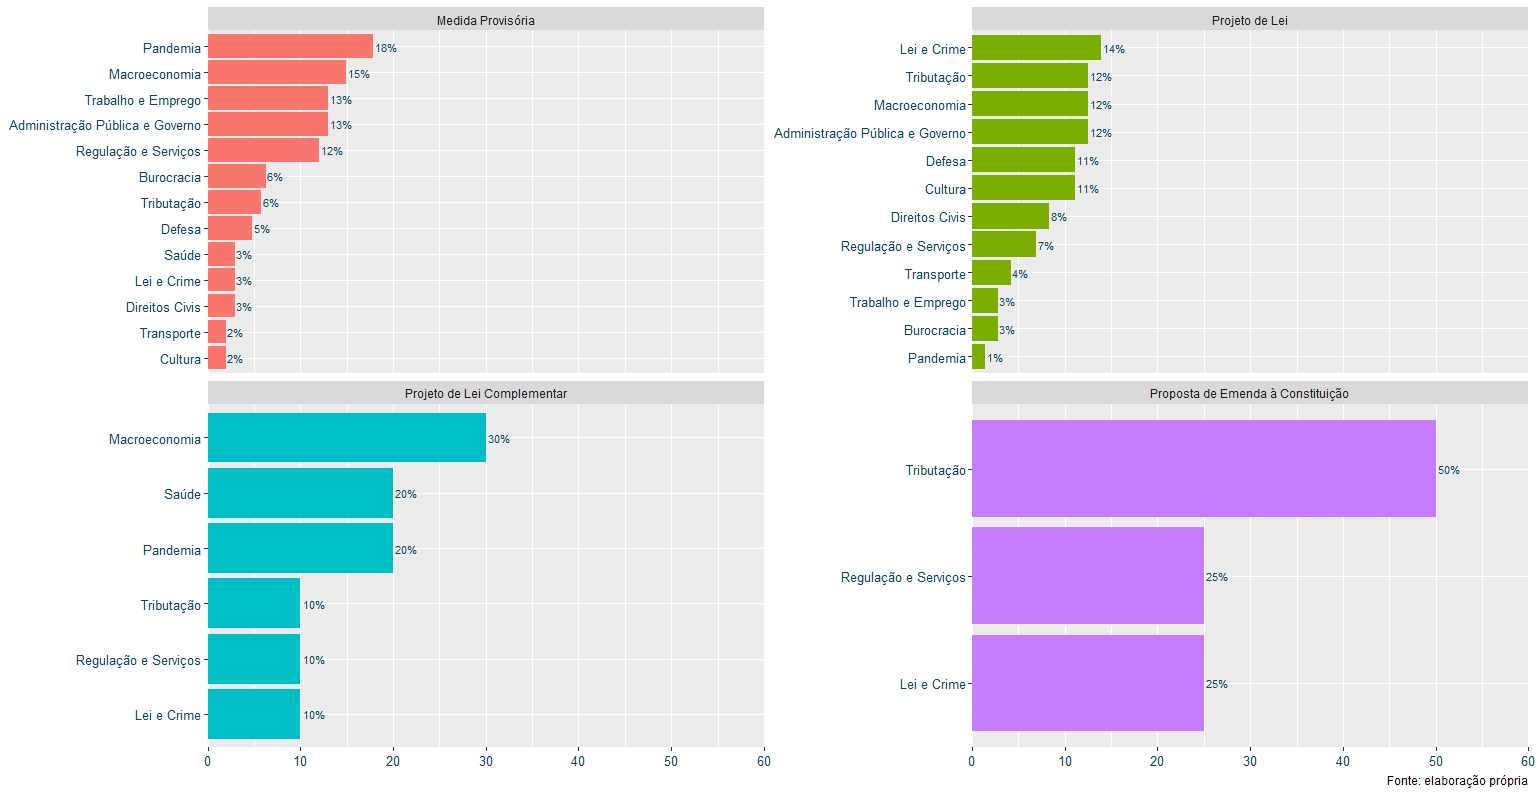 Medida Provisória
Pandemia 18%
Macroeconomia 15%
Trabalho e Emprego 13%
Administração Pública e Governo 13%
Regulação e Serviços 12%
Burocracia 6%
Tributação 6%
Defesa 5%
Saúde 3%
Lei e Crime 3%
Direitos Civis 3%
Transporte 2%
Cultura 2%
Projeto de Lei
Lei e Crime 14%
Tributação 12%
Macroeconomia 12%
Administração Pública e Governo 12%
Defesa 11%
Cultura 11%
Direitos Civis 8%
Regulação e Serviços 7%
Transporte 4%
Trabalho e Emprego 3%
Burocracia 3%
Pandemia 1%
Projeto de Lei Complementar
Macroeconomia 30%
Saúde 20%
Pandemia 20%
Tributação 10%
Regulação e Serviços 10%
Lei e Crime 10%
0 10 20 30 40 50 60
Proposta de Emenda à Constituição
Tributação 50%
Regulação e Serviços 25%
Lei e Crime 25%
0 10 20 30 40 50 60
Fonte: elaboração própria